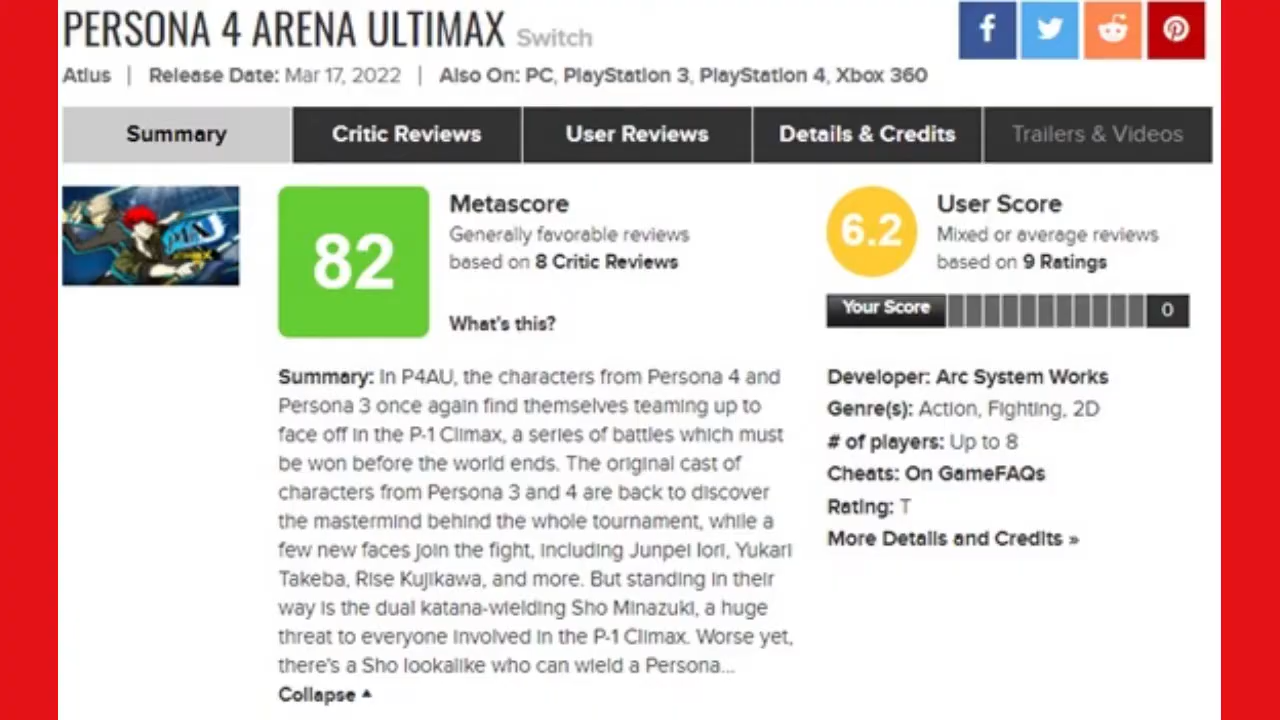 PERSONA 4 ARENA ULTIMAX Switch
Atlus | Release Date: Mar 17, 2022 | Also On: PC, PlayStation 3, PlayStation 4, Xbox 360
Summary Critic Reviews User Reviews Details & Credits Trailers & Videos
82
Metascore
Generally favorable reviews
based on 8 Critic Reviews
What's this?
6.2
User Score
Mixed or average reviews
based on 9 Ratings
Your Score 0
Summary: In P4AU, the characters from Persona 4 and
Persona 3 once again find themselves teaming up to
face off in the P-1 Climax, a series of battles which must
be won before the world ends. The original cast of
characters from Persona 3 and 4 are back to discover
the mastermind behind the whole tournament, while a
few new faces join the fight, including Junpei Iori, Yukari
Takeba, Rise Kujikawa, and more. But standing in their
way is the dual katana-wielding Sho Minazuki, a huge
threat to everyone involved in the P-1 Climax. Worse yet,
there's a Sho lookalike who can wield a Persona...
Collapse
Developer: Arc System Works
Genre(s): Action, Fighting, 2D
# of players: Up to 8
Cheats: On GameFAQs
Rating: T
More Details and Credits »